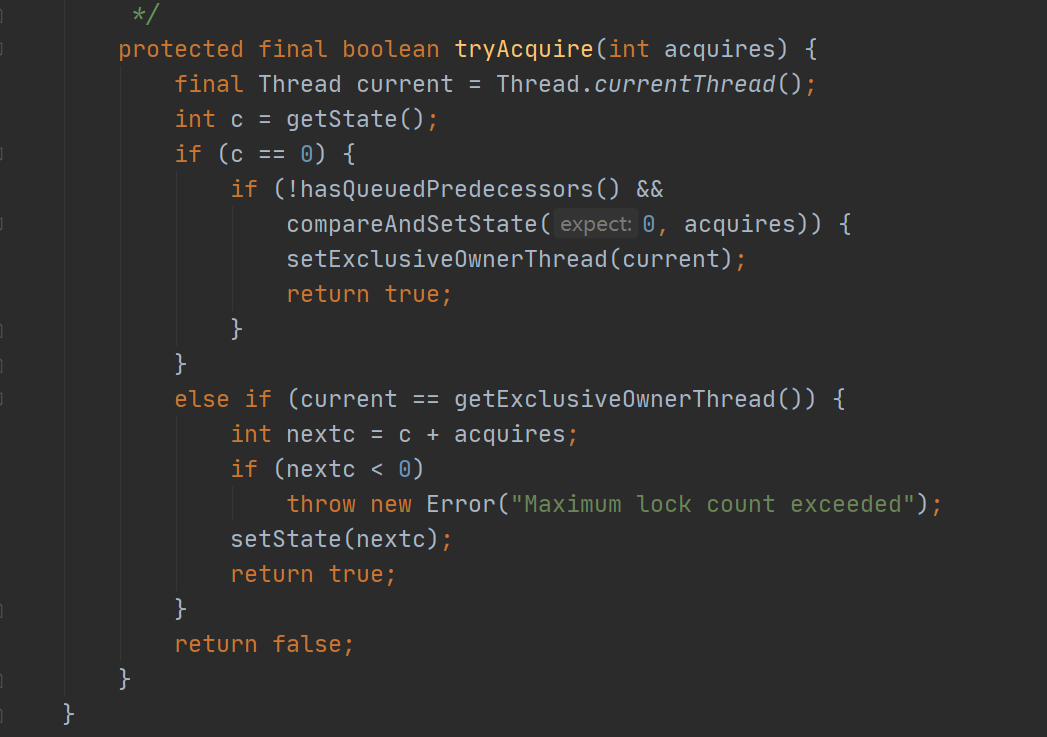 */
protected final boolean tryAcquire(int acquires) {
final Thread current = Thread.currentThread();
int c = getState();
if (c == 0) {
if (!hasQueuedPredecessors() &&
compareAndSetState( expect: 0, acquires)) {
setExclusiveOwnerThread(current);
return true;
}
}
else if (current == getExclusiveOwnerThread()) {
int nextc = c + acquires;
if (nextc < 0)
throw new Error("Maximum lock count exceeded");
setState(nextc);
return true;
}
return false;
}
}